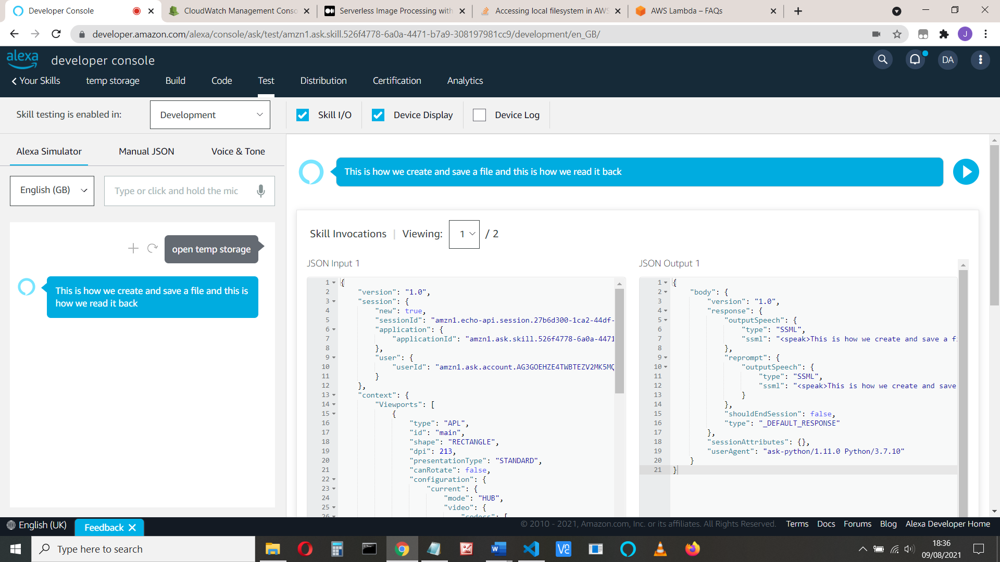 Developer Console
CloudWatch Management Conso
Serverless Image Processing with
Accessing local filesystem in AWS
AWS Lambda – FAQs
developer.amazon.com/alexa/console/ask/test/amzn1.ask.skill.526f4778-6a0a-4471-b7a9-308197981cc9/development/en_GB/
J
alexa developer console
DA
Your Skills temp storage Build Code Test Distribution Certification Analytics
Skill testing is enabled in: Development Skill I/O Device Display Device Log
Alexa Simulator Manual JSON Voice & Tone
English (GB) Type or click and hold the mic
open temp storage
This is how we create and save a file and this is
how we read it back
This is how we create and save a file and this is how we read it back
Skill Invocations | Viewing: 1 / 2
JSON Input 1
1 {
2 "version": "1.0",
3 "session": {
4 "new": true,
5 "sessionId": "amzn1.echo-api.session.27b6d300-1ca2-44df-
6 "application": {
7 "applicationId": "amzn1.ask.skill.526f4778-6a0a-4471
8 },
9 "user": {
10 "userId": "amzn1.ask.account.AG3GOEHZE4TWBTEZV2MK5MQ
11 }
12 },
13 "context": {
14 "Viewports": [
15 {
16 "type": "APL",
17 "id": "main",
18 "shape": "RECTANGLE",
19 "dpi": 213,
20 "presentationType": "STANDARD",
21 "canRotate": false,
22 "configuration": {
23 "current": {
24 "mode": "HUB",
25 "video": {
26 "codecs": [
JSON Output 1
1 {
2 "body": {
3 "version": "1.0",
4 "response": {
5 "outputSpeech": {
6 "type": "SSML",
7 "ssml": "<speak>This is how we create and save a fi
8 },
9 "reprompt": {
10 "outputSpeech": {
11 "type": "SSML",
12 "ssml": "<speak>This is how we create and save
13 }
14 },
15 "shouldEndSession": false,
16 "type": "_DEFAULT_RESPONSE"
17 },
18 "sessionAttributes": {},
19 "userAgent": "ask-python/1.11.0 Python/3.7.10"
20 }
21 }
English (UK) Feedback
© 2010 - 2021, Amazon.com, Inc. or its affiliates. All Rights Reserved. Terms Docs Forums Blog Alexa Developer Home
Type here to search
18:36
09/08/2021